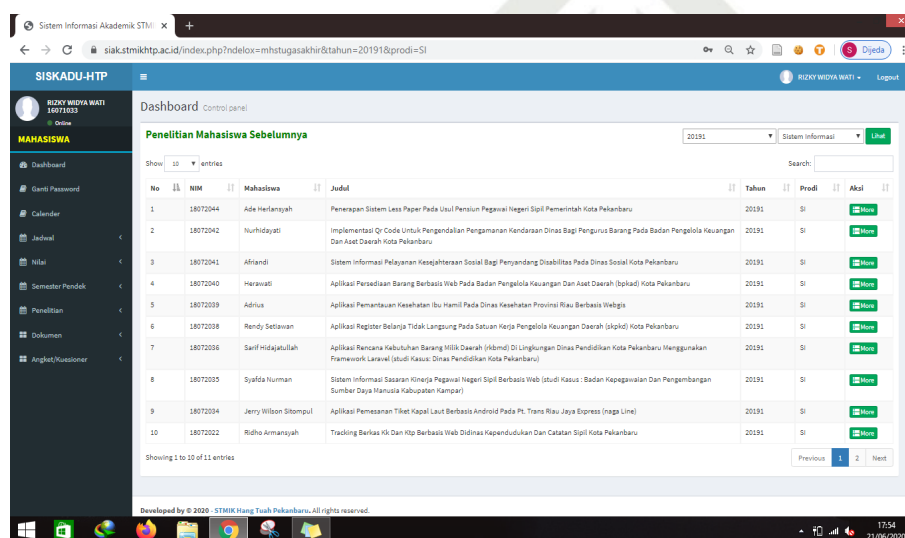 Sistem Informasi Akademik STMI
siak.stmikhtp.ac.id/index.php?ndelox=mhstugasakhir&tahun=20191&prodi=SI
S Dijeda
SISKADU-HTP
RIZKY WIDYA WATI
Logout
RIZKY WIDYA WATI
16071033
Online
MAHASISWA
Dashboard
Ganti Password
Calender
Jadwal
Nilai
Semester Pendek
Penelitian
Dokumen
Angket/Kuesioner
Dashboard Control panel
Penelitian Mahasiswa Sebelumnya
20191
Sistem Informasi
Lihat
Show 10 entries
Search:
No NIM Mahasiswa Judul Tahun Prodi Aksi
1 18072044 Ade Herlansyah Penerapan Sistem Less Paper Pada Usul Pensiun Pegawai Negeri Sipil Pemerintah Kota Pekanbaru 20191 SI More
2 18072042 Nurhidayati Implementasi Qr Code Untuk Pengendalian Pengamanan Kendaraan Dinas Bagi Pengurus Barang Pada Badan Pengelola Keuangan 20191 SI More
Dan Aset Daerah Kota Pekanbaru
3 18072041 Afriandi Sistem Informasi Pelayanan Kesejahteraan Sosial Bagi Penyandang Disabilitas Pada Dinas Sosial Kota Pekanbaru 20191 SI More
4 18072040 Herawati Aplikasi Persediaan Barang Berbasis Web Pada Badan Pengelola Keuangan Dan Aset Daerah (bpkad) Kota Pekanbaru 20191 SI More
5 18072039 Adrius Aplikasi Pemantauan Kesehatan Ibu Hamil Pada Dinas Kesehatan Provinsi Riau Berbasis Webgis 20191 SI More
6 18072038 Rendy Setiawan Aplikasi Register Belanja Tidak Langsung Pada Satuan Kerja Pengelola Keuangan Daerah (skpkd) Kota Pekanbaru 20191 SI More
7 18072036 Sarif Hidajatullah Aplikasi Rencana Kebutuhan Barang Milik Daerah (rkbmd) Di Lingkungan Dinas Pendidikan Kota Pekanbaru Menggunakan 20191 SI More
Framework Laravel (studi Kasus: Dinas Pendidikan Kota Pekanbaru)
8 18072035 Syafda Nurman Sistem Informasi Sasaran Kinerja Pegawai Negeri Sipil Berbasis Web (studi Kasus : Badan Kepegawaian Dan Pengembangan 20191 SI More
Sumber Daya Manusia Kabupaten Kampar)
9 18072034 Jerry Wilson Sitompul Aplikasi Pemesanan Tiket Kapal Laut Berbasis Android Pada Pt. Trans Riau Jaya Express (naga Line) 20191 SI More
10 18072022 Ridho Armansyah Tracking Berkas Kk Dan Ktp Berbasis Web Didinas Kependudukan Dan Catatan Sipil Kota Pekanbaru 20191 SI More
Showing 1 to 10 of 11 entries
Previous 1 2 Next
Developed by © 2020 - STMIK Hang Tuah Pekanbaru. All rights reserved.
17:54
21/06/2020